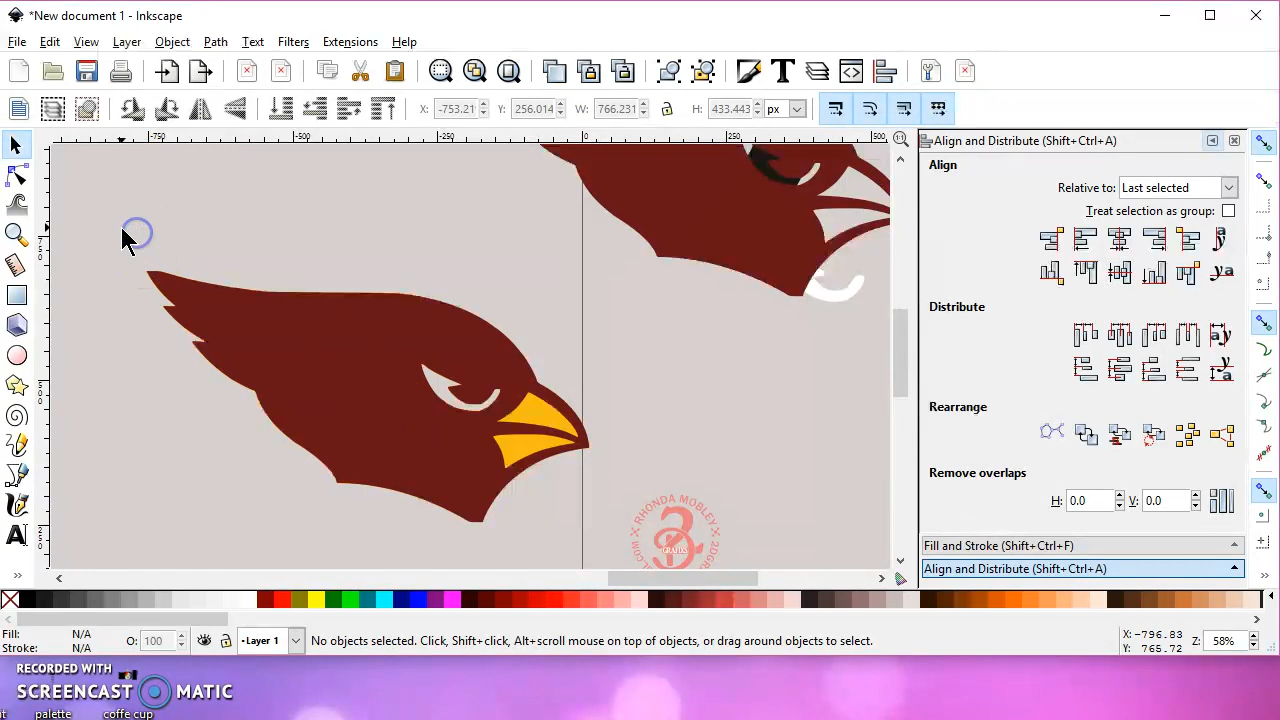 *New document 1 - Inkscape
File Edit View Layer Object Path Text Filters Extensions Help
X: -753.21 Y: 256.014 W: 766.231 H: 433.443 px
-750 -500 -250 0 250 500
Align and Distribute (Shift+Ctrl+A)
Align
Relative to: Last selected
Treat selection as group:
Distribute
Rearrange
Remove overlaps
H: 0.0 V: 0.0
RHONDA MOBLEY
GRAFIXS
Fill and Stroke (Shift+Ctrl+F)
Align and Distribute (Shift+Ctrl+A)
Fill: N/A
Stroke: N/A
O: 100
•Layer 1
No objects selected. Click, Shift+click, Alt+scroll mouse on top of objects, or drag around objects to select.
X: -796.83
Y: 765.72
Z: 58%
RECORDED WITH
SCREENCAST MATIC
palette coffe cup